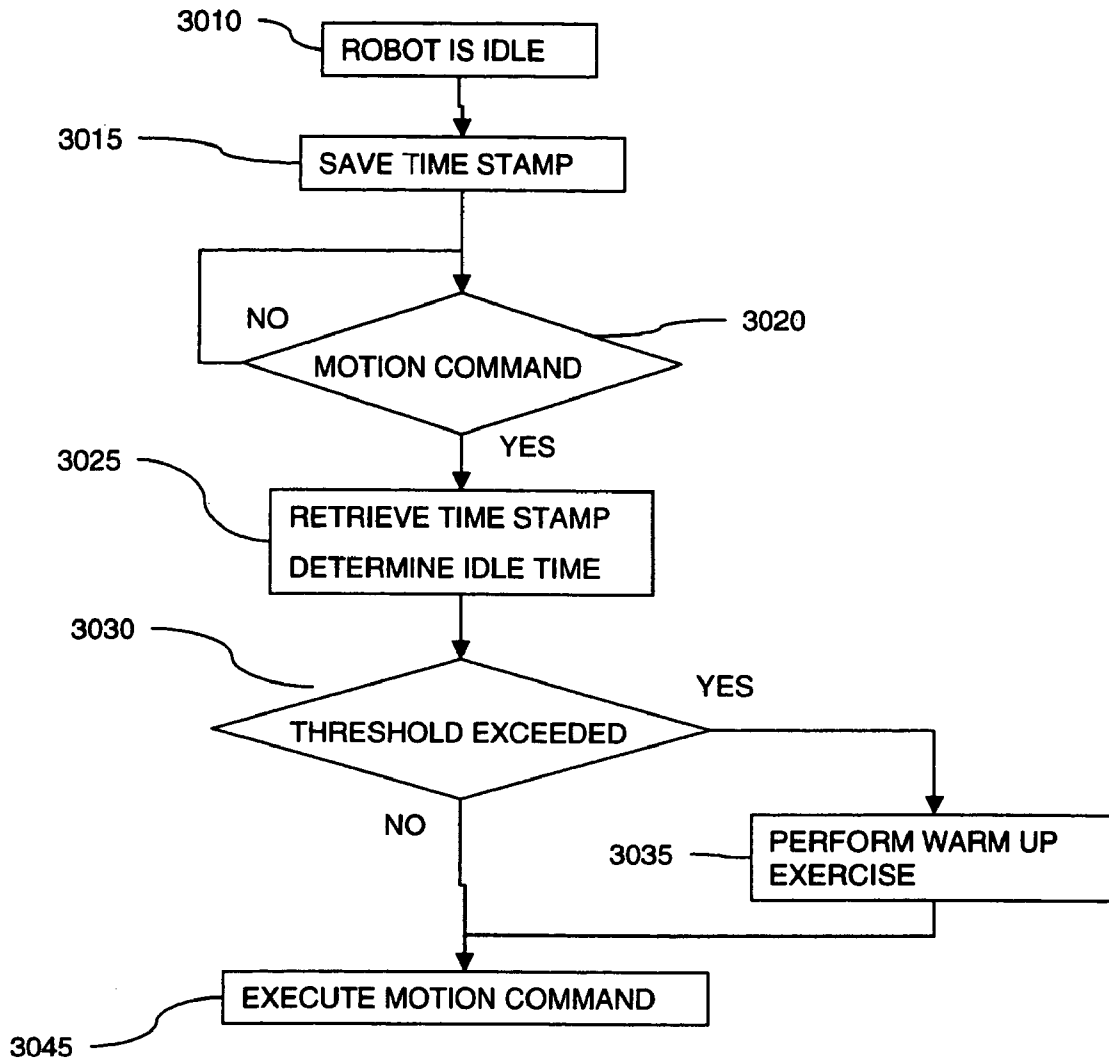 3010
ROBOT IS IDLE
3015
SAVE TIME STAMP
NO
3020
MOTION COMMAND
YES
3025
RETRIEVE TIME STAMP
DETERMINE IDLE TIME
3030
YES
THRESHOLD EXCEEDED
NO
3035
PERFORM WARM UP
EXERCISE
EXECUTE MOTION COMMAND
3045